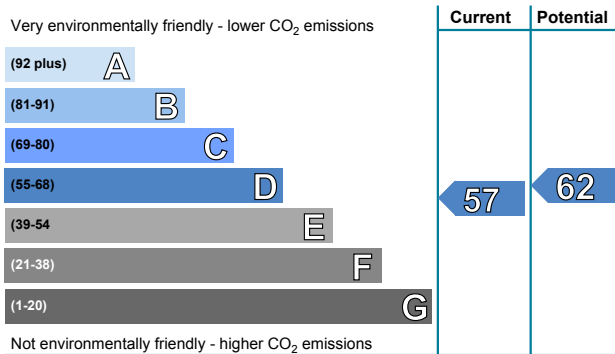 Current Potential
Very environmentally friendly - lower CO2 emissions
(92 plus) A
(81-91) B
(69-80) C
(55-68) D 57 62
(39-54 E
(21-38) F
(1-20) G
Not environmentally friendly - higher CO2 emissions